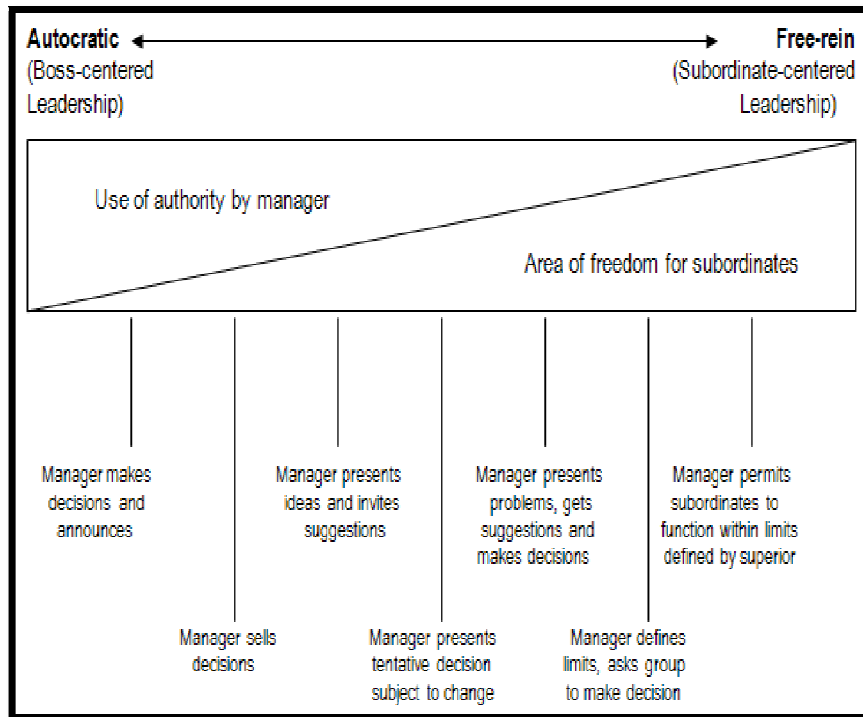 Autocratic
(Boss-centered
Leadership)
Free-rein
(Subordinate-centered
Leadership)
Use of authority by manager
Area of freedom for subordinates
Manager makes
decisions and
announces
Manager presents
ideas and invites
suggestions
Manager presents
problems, gets
suggestions and
makes decisions
Manager permits
subordinates to
function within limits
defined by superior
Manager sells
decisions
Manager presents
tentative decision
subject to change
Manager defines
limits, asks group
to make decision